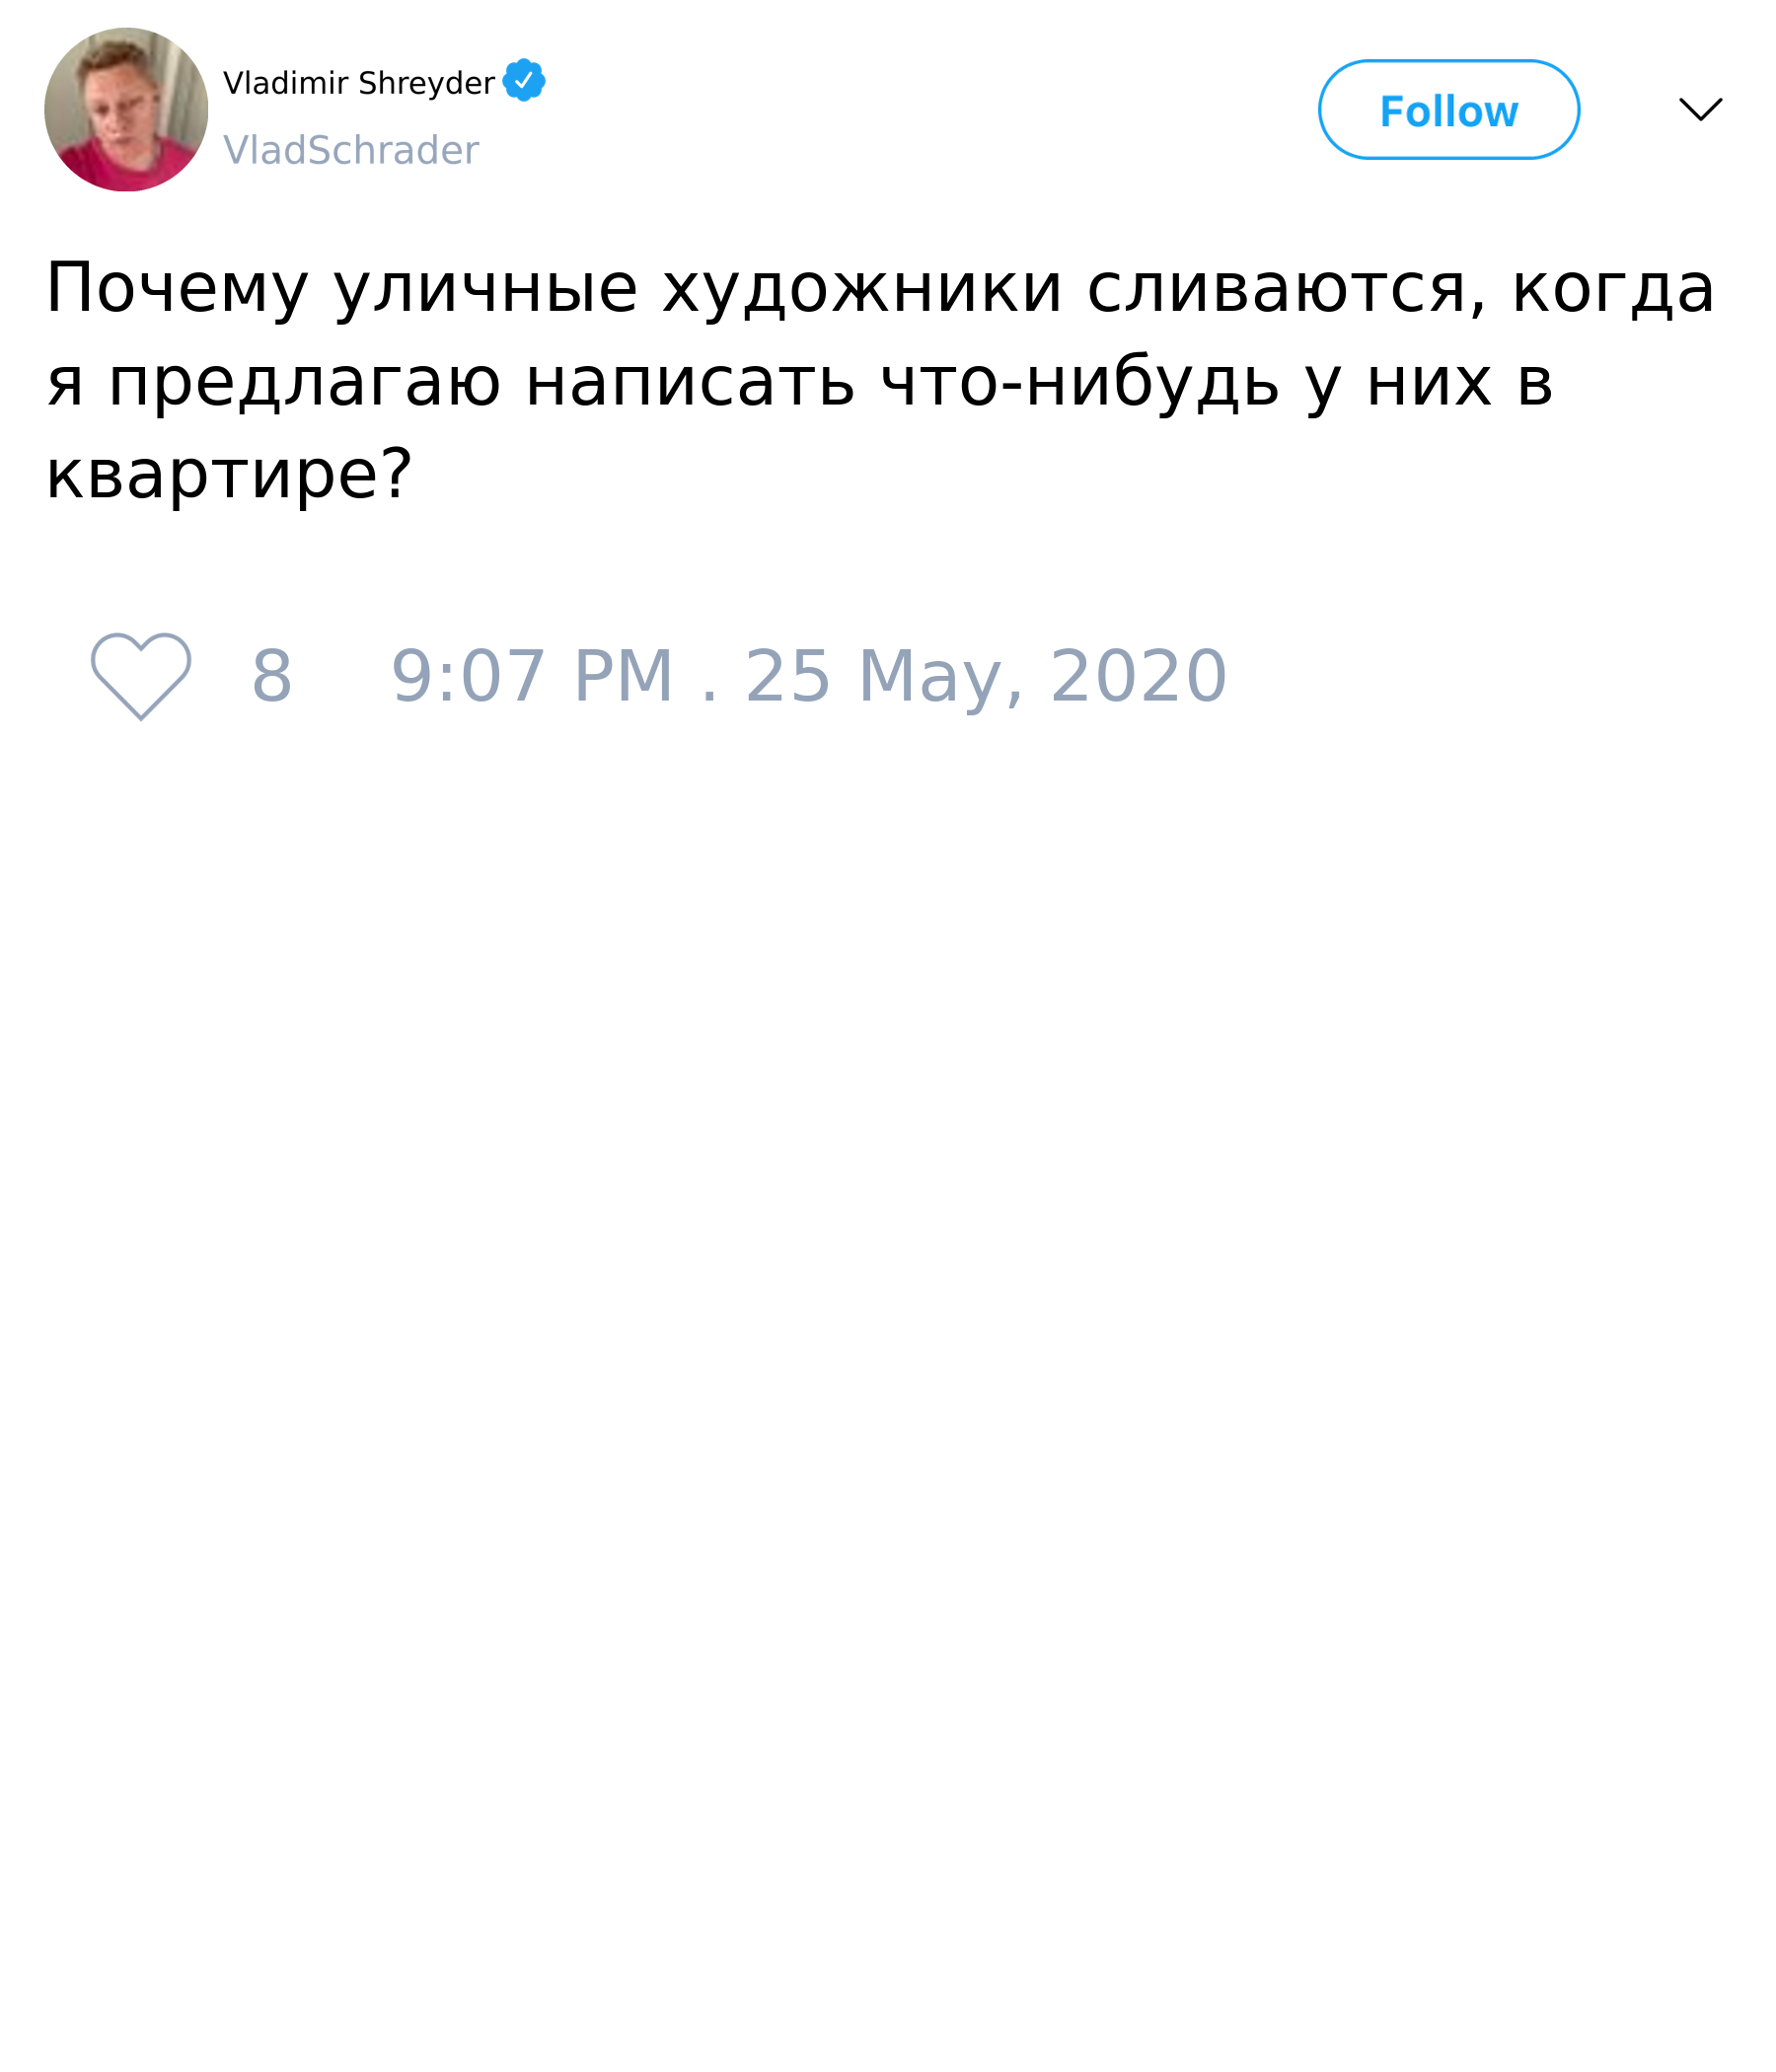 Vladimir Shreyder
VladSchrader
Follow
Почему уличные художники сливаются, когда
я предлагаю написать что-нибудь у них в
квартире?
8 9:07 PM . 25 May, 2020